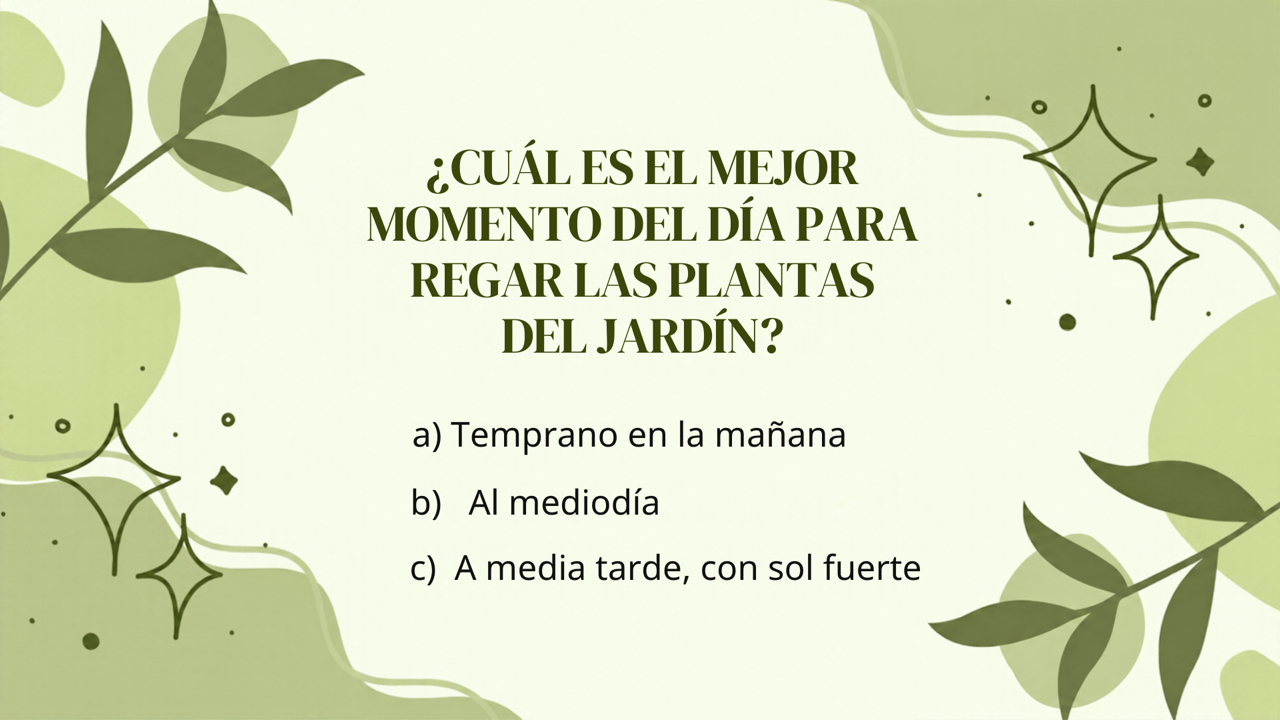 ¿CUÁL ES EL MEJOR
MOMENTO DEL DÍA PARA
REGAR LAS PLANTAS
DEL JARDÍN?
a) Temprano en la mañana
b) Al mediodía
c) A media tarde, con sol fuerte